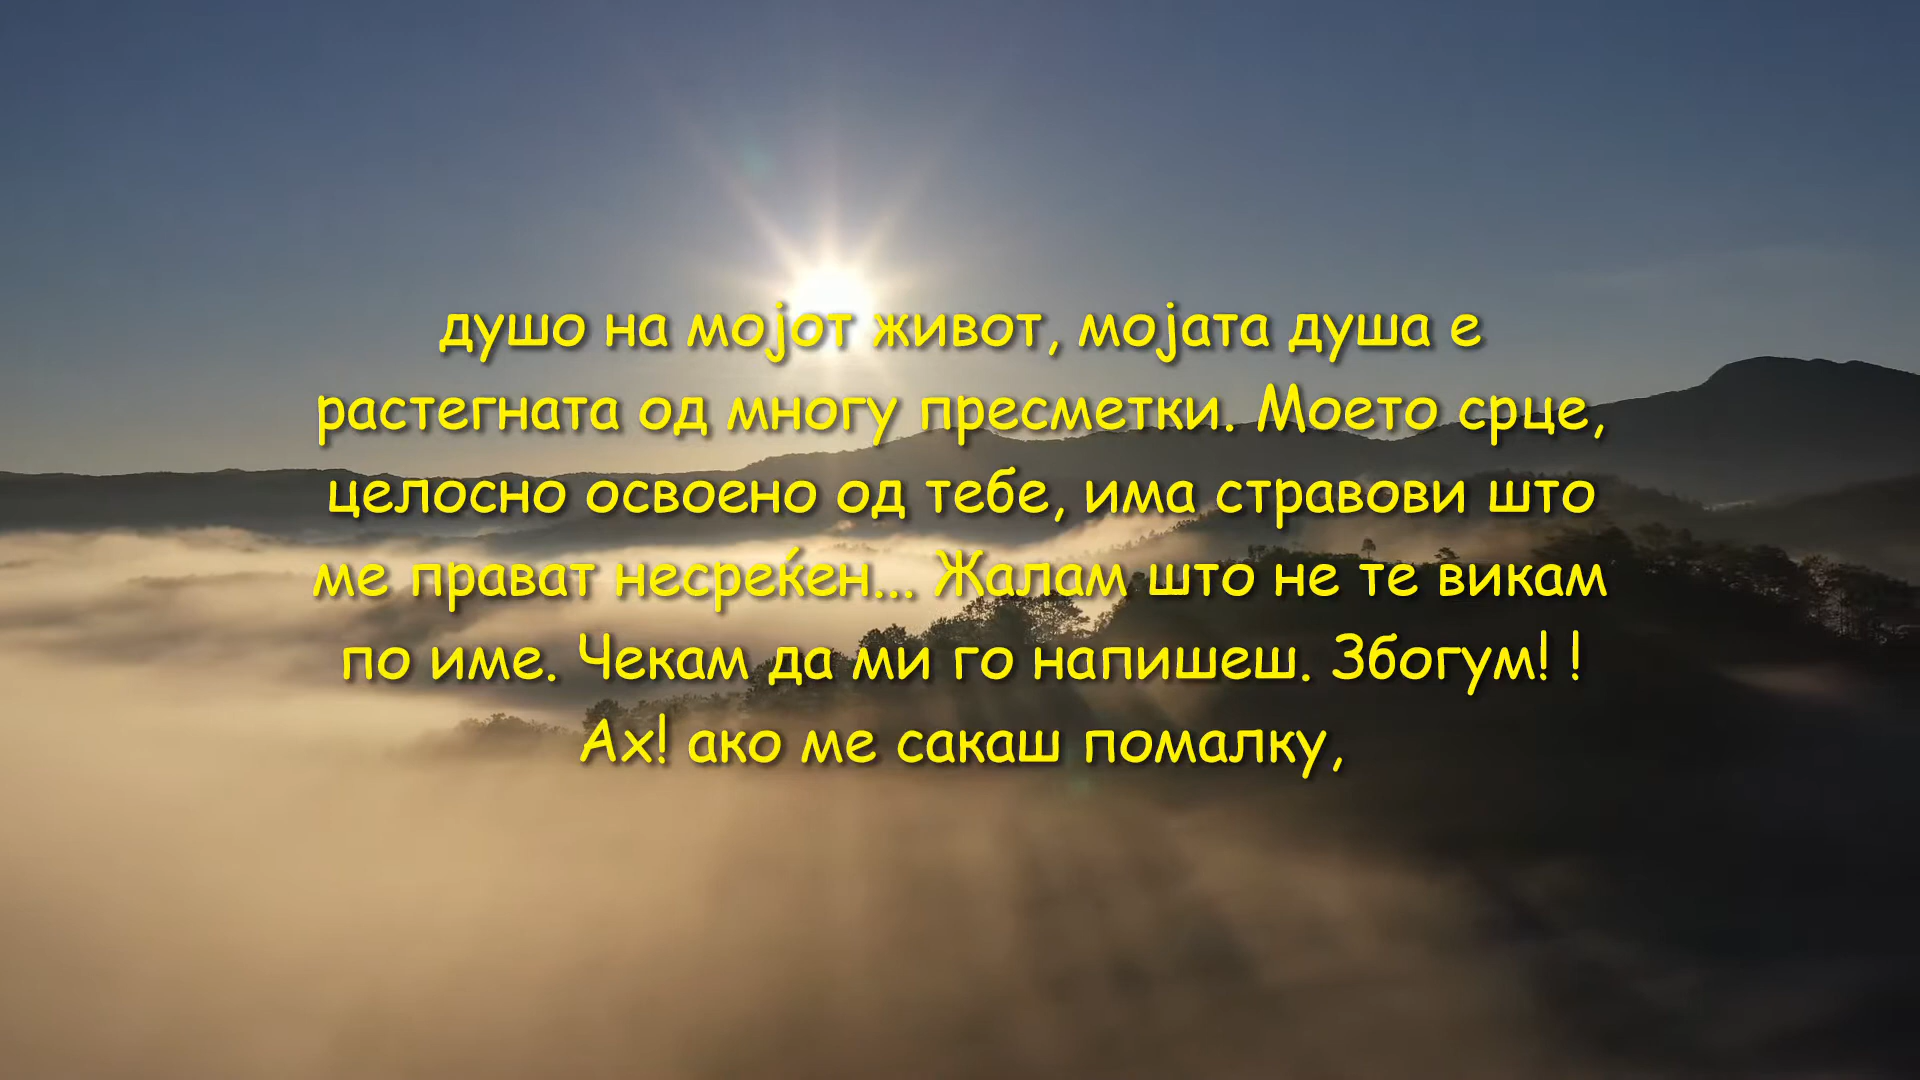 душо на мојот живот, мојата душа е
растегната од многу пресметки. Моето срце,
целосно освоено од тебе, има стравови што
ме прават несреќен... Жалам што не те викам
по име. Чекам да ми го напишеш. Збогум! !
Ах! ако ме сакаш помалку,